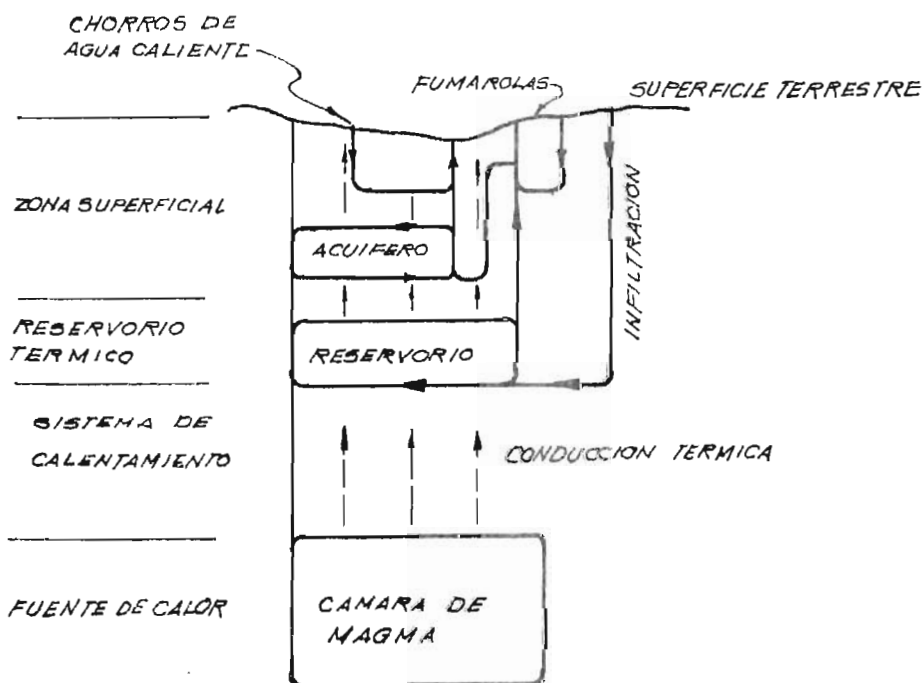 CHORROS DE
AGUA CALIENTE
FUMAROLAS
SUPERFICIE TERRESTRE
ZONA SUPERFICIAL
ACUIFERO
INFILTRACION
RESERVORIO
TERMICO
RESERVORIO
SISTEMA DE
CALENTAMIENTO
CONDUCCION TERMICA
FUENTE DE CALOR
CAMARA DE
MAGMA